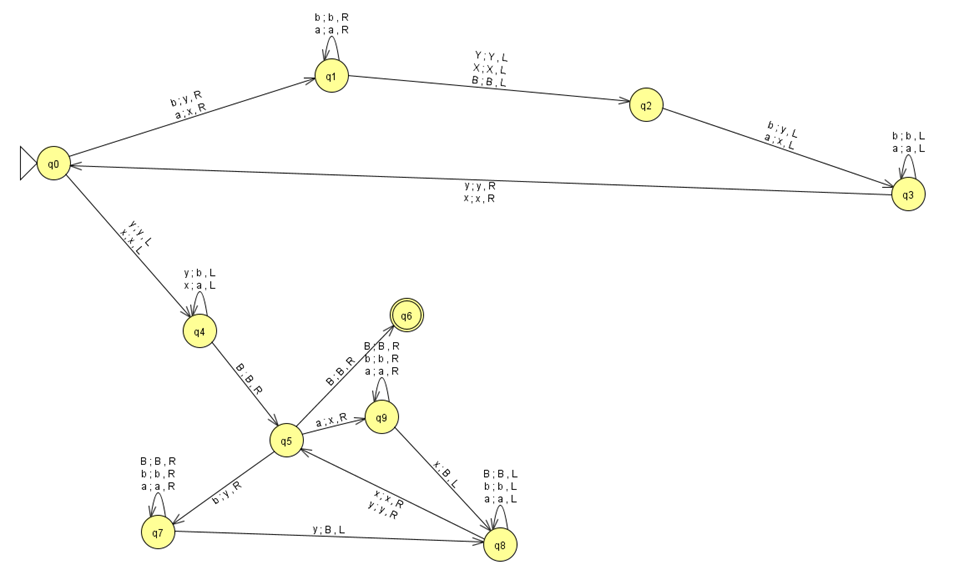 b ; b , R
a ; a , R
q1
Y ; Y , L
X ; X , L
B ; B , L
q2
b ; y , R
a ; x , R
b ; y , L
a ; x , L
b ; b , L
a ; a , L
q3
q0
y ; y , R
x ; x , R
y ; y , L
x ; x , L
y ; b , L
x ; a , L
q4
q6
B ; B , R
B ; B , R
B ; B , R
b ; b , R
a ; a , R
q9
a ; x , R
q5
x ; B , L
B ; B , R
b ; b , R
a ; a , R
q7
b ; y , R
x ; x , R
y ; y , R
B ; B , L
b ; b , L
a ; a , L
y ; B , L
q8